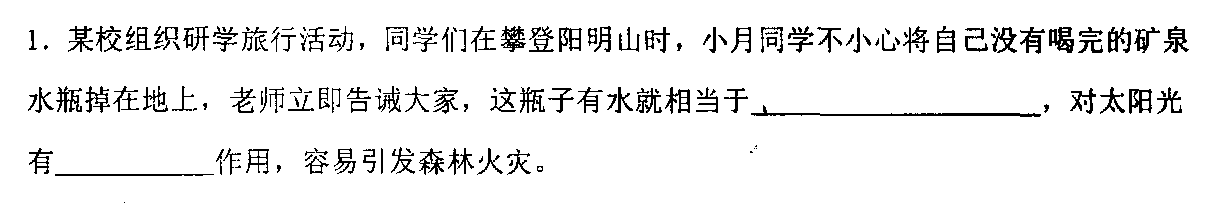 1. 某校组织研学旅行活动，同学们在攀登阳明山时，小月同学不小心将自己没有喝完的矿泉
水瓶掉在地上，老师立即告诫大家，这瓶子有水就相当于____________________，对太阳光
有___________作用，容易引发森林火灾。